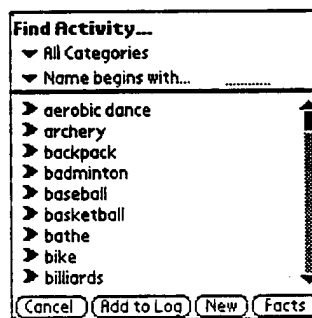 Find Activity...
All Categories
Name begins with...
aerobic dance
archery
backpack
badminton
baseball
basketball
bathe
bike
billiards
Cancel Add to Log New Facts